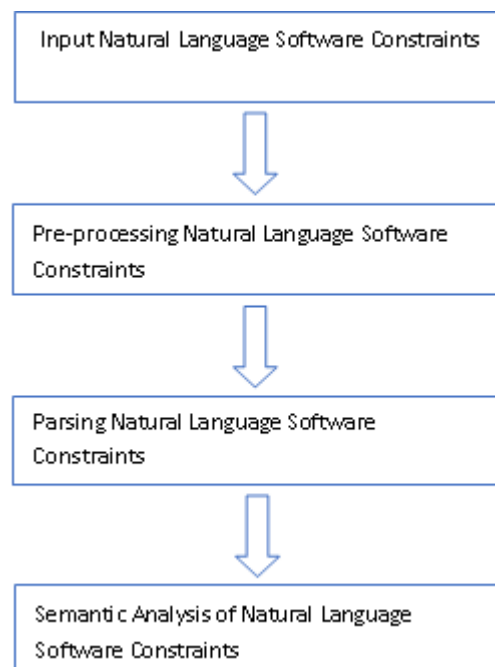 Input Natural Language Software Constraints
Pre-processing Natural Language Software
Constraints
Parsing Natural Language Software
Constraints
Semantic Analysis of Natural Language
Software Constraints